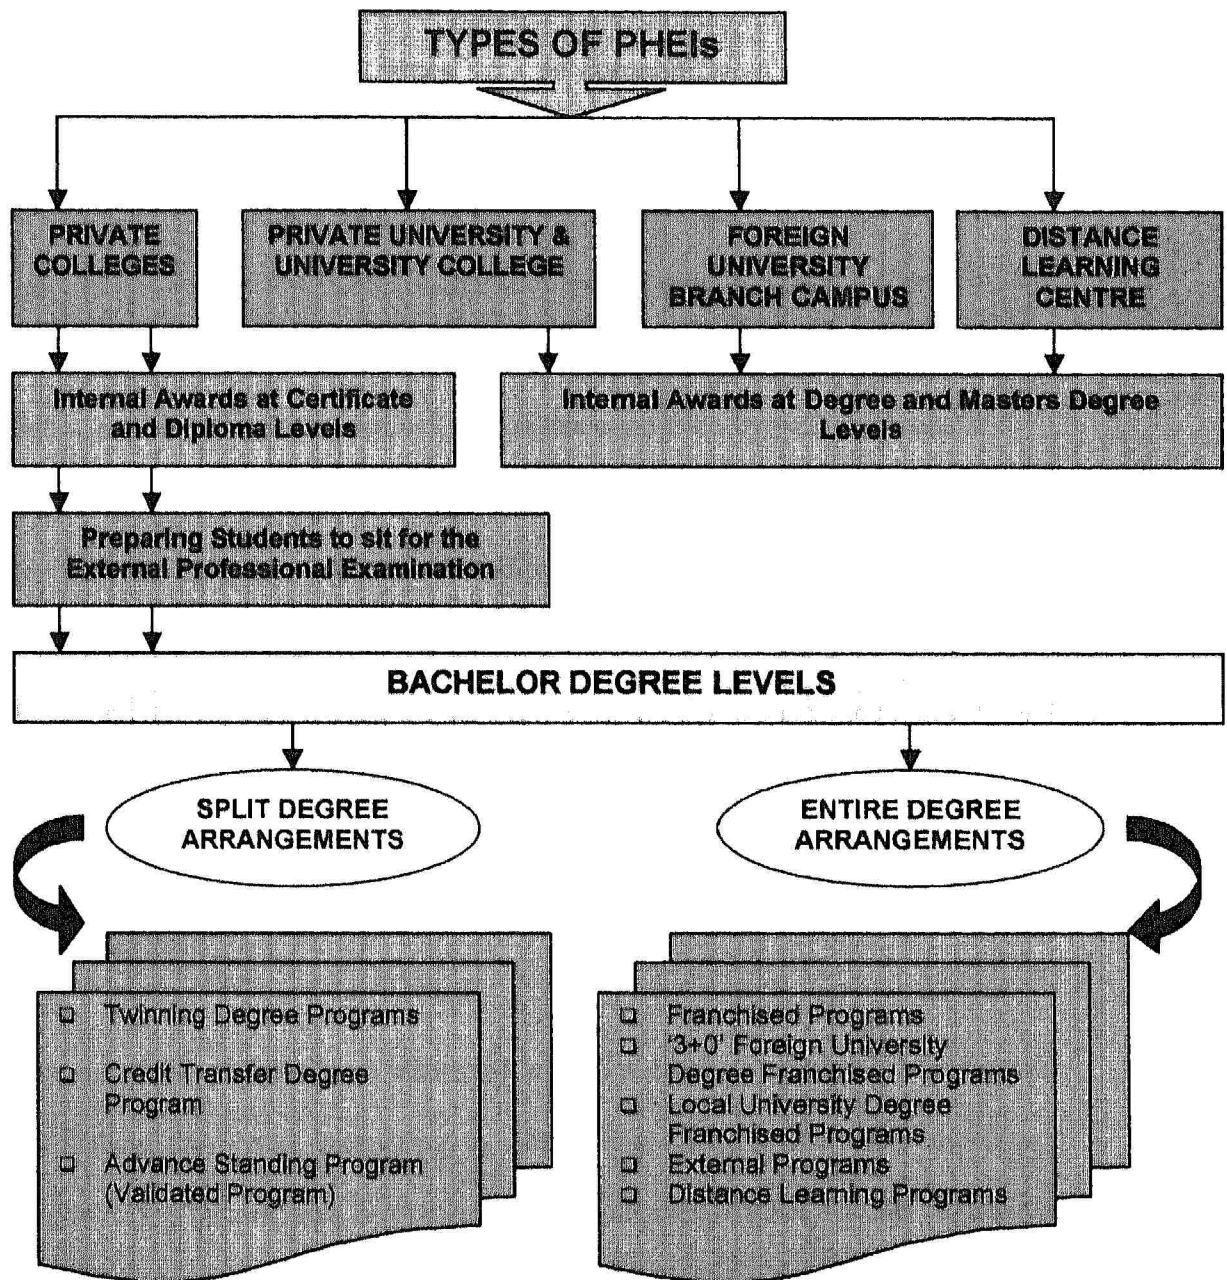 TYPES OF PHEIs
PRIVATE
COLLEGES
PRIVATE UNIVERSITY &
UNIVERSITY COLLEGE
FOREIGN
UNIVERSITY
BRANCH CAMPUS
DISTANCE
LEARNING
CENTRE
Internal Awards at Certificate
and Diploma Levels
Internal Awards at Degree and Masters Degree
Levels
Preparing Students to sit for the
External Professional Examination
BACHELOR DEGREE LEVELS
SPLIT DEGREE
ARRANGEMENTS
ENTIRE DEGREE
ARRANGEMENTS
❑ Twinning Degree Programs
❑ Credit Transfer Degree
Program
❑ Advance Standing Program
(Validated Program)
❑ Franchised Programs
❑ '3+0' Foreign University
Degree Franchised Programs
❑ Local University Degree
Franchised Programs
❑ External Programs
❑ Distance Learning Programs